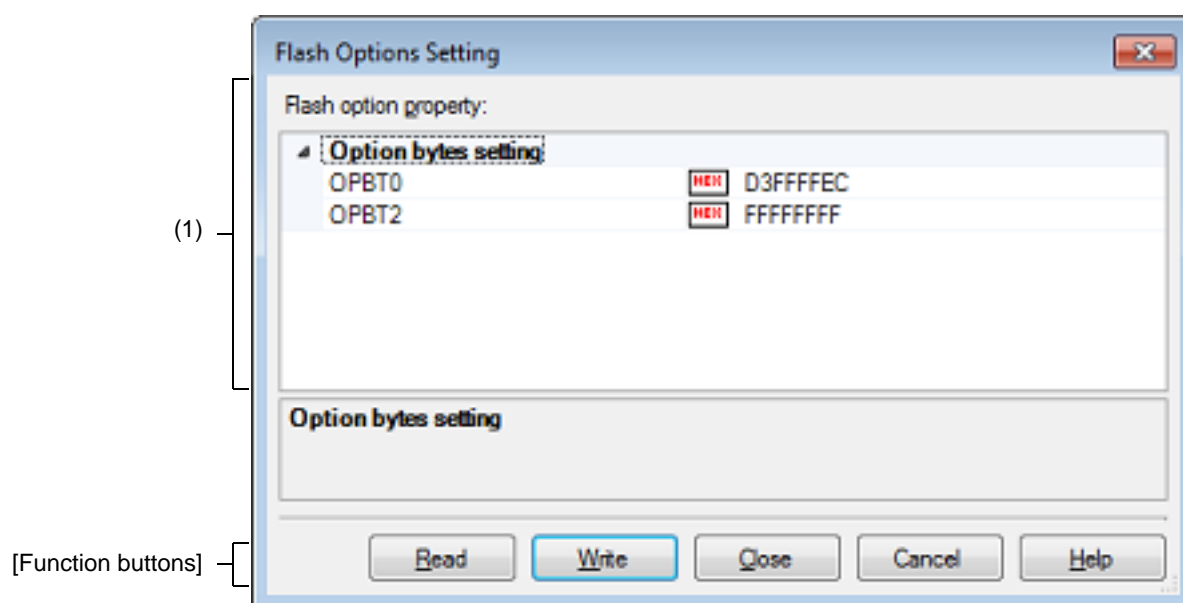 Flash Options Setting
Flash option property:
Option bytes setting
OPBT0 HEX D3FFFFEC
OPBT2 HEX FFFFFFFF
(1)
Option bytes setting
[Function buttons]
Read Write Close Cancel Help